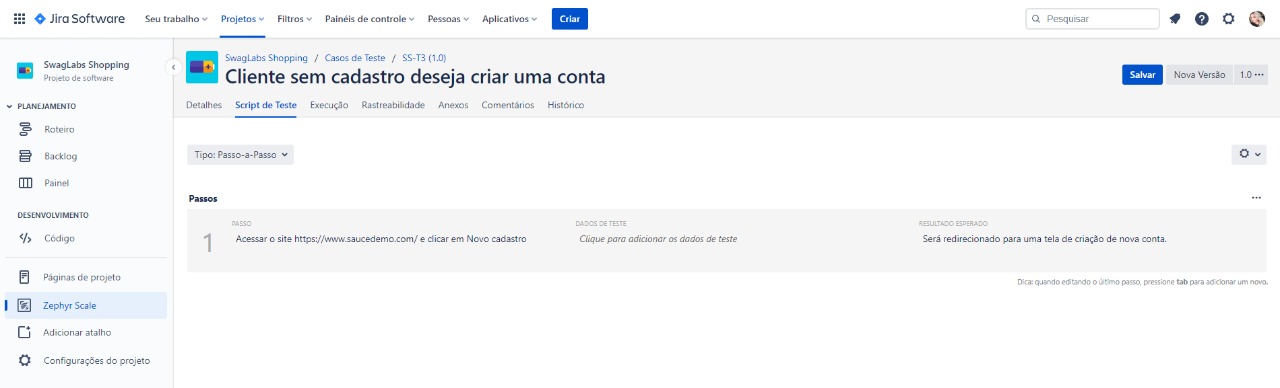 Jira Software Seu trabalho Projetos Filtros Painéis de controle Pessoas Aplicativos Criar Pesquisar
SwagLabs Shopping
Projeto de software
PLANEJAMENTO
Roteiro
Backlog
Painel
DESENVOLVIMENTO
Código
Páginas de projeto
Zephyr Scale
Adicionar atalho
Configurações do projeto
SwagLabs Shopping / Casos de Teste / SS-T3 (1.0)
Cliente sem cadastro deseja criar uma conta
Salvar Nova Versão 1.0
Detalhes Script de Teste Execução Rastreabilidade Anexos Comentários Histórico
Tipo: Passo-a-Passo
Passos
PASSO DADOS DE TESTE RESULTADO ESPERADO
1 Acessar o site https://www.saucedemo.com/ e clicar em Novo cadastro Clique para adicionar os dados de teste Será redirecionado para uma tela de criação de nova conta.
Dica: quando editando o último passo, pressione tab para adicionar um novo.